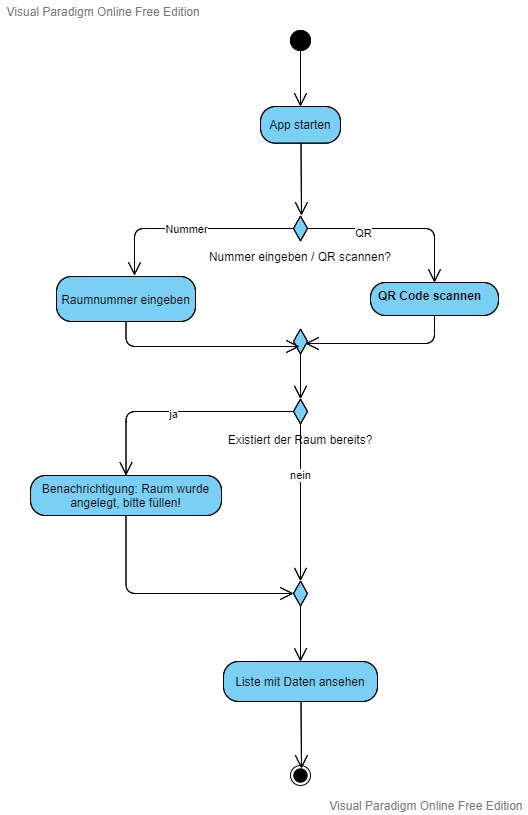 Visual Paradigm Online Free Edition
App starten
Nummer
QR
Nummer eingeben / QR scannen?
Raumnummer eingeben
QR Code scannen
ja
Existiert der Raum bereits?
nein
Benachrichtigung: Raum wurde
angelegt, bitte füllen!
Liste mit Daten ansehen
Visual Paradigm Online Free Edition